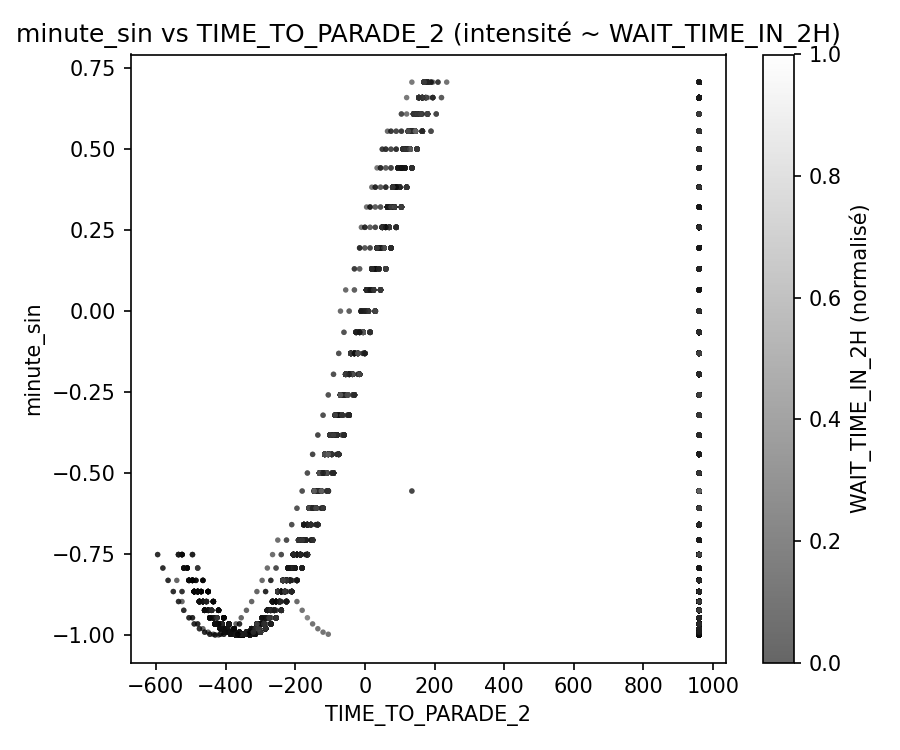 minute_sin vs TIME_TO_PARADE_2 (intensité ~ WAIT_TIME_IN_2H)
0.75
0.50
0.25
0.00
−0.25
−0.50
−0.75
−1.00
minute_sin
−600 −400 −200 0 200 400 600 800 1000
TIME_TO_PARADE_2
1.0
0.8
0.6
0.4
0.2
0.0
WAIT_TIME_IN_2H (normalisé)